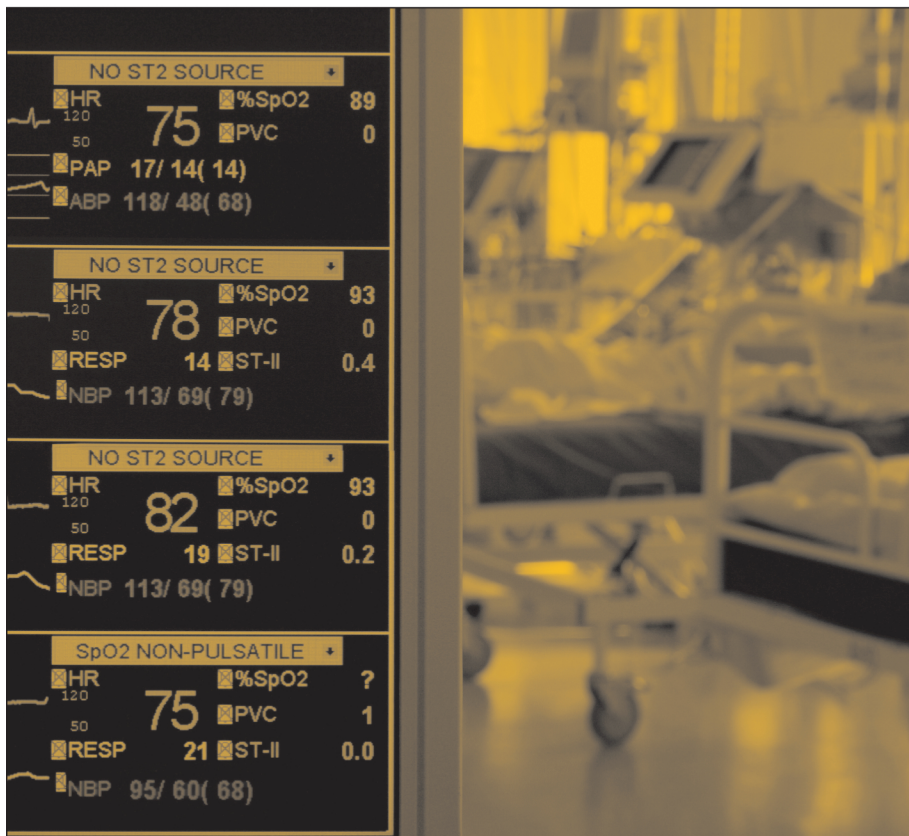 NO ST2 SOURCE
HR 120 50 75 %SpO2 89
PVC 0
PAP 17/ 14( 14)
ABP 118/ 48( 68)
NO ST2 SOURCE
HR 120 50 78 %SpO2 93
PVC 0
RESP 14 ST-II 0.4
NBP 113/ 69( 79)
NO ST2 SOURCE
HR 120 50 82 %SpO2 93
PVC 0
RESP 19 ST-II 0.2
NBP 113/ 69( 79)
SpO2 NON-PULSATILE
HR 120 50 75 %SpO2 ?
PVC 1
RESP 21 ST-II 0.0
NBP 95/ 60( 68)